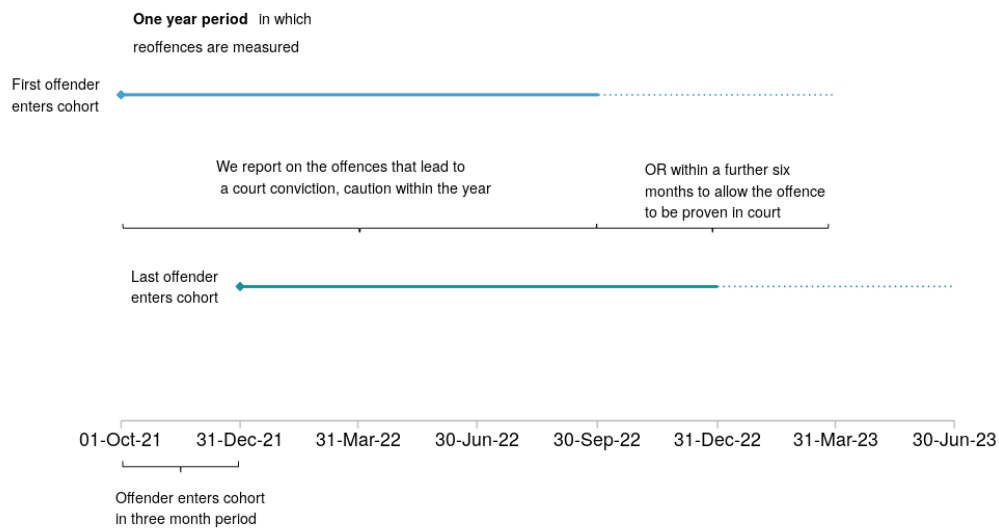 One year period in which
reoffences are measured
First offender
enters cohort
We report on the offences that lead to
a court conviction, caution within the year
OR within a further six
months to allow the offence
to be proven in court
Last offender
enters cohort
01-Oct-21 31-Dec-21 31-Mar-22 30-Jun-22 30-Sep-22 31-Dec-22 31-Mar-23 30-Jun-23
Offender enters cohort
in three month period